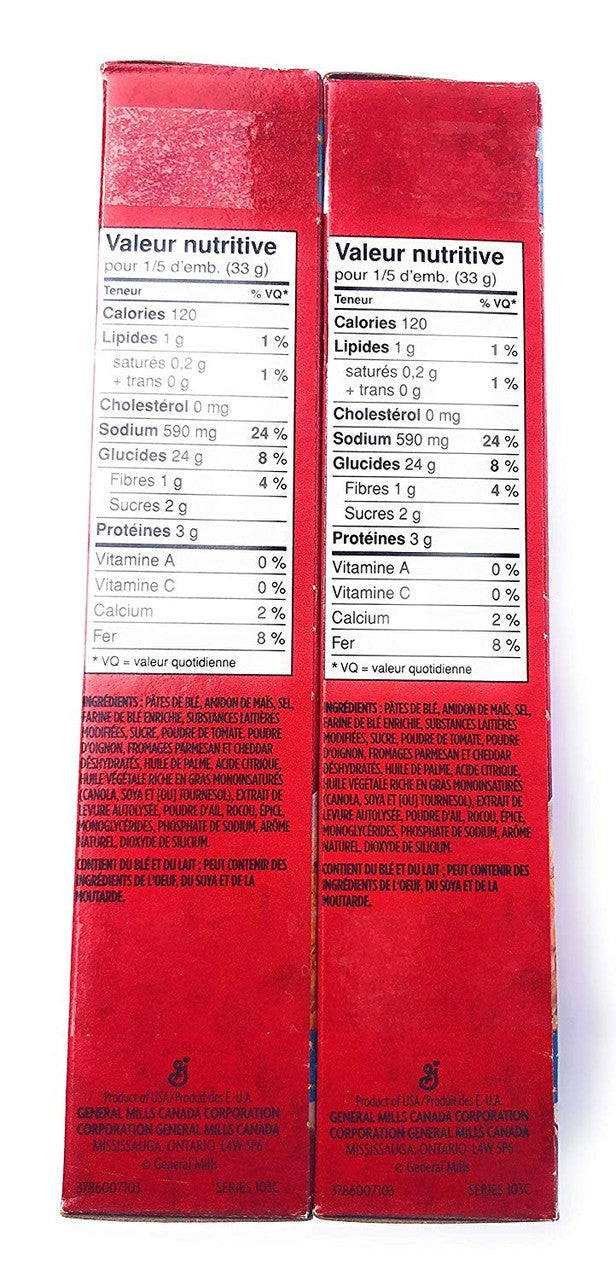 Valeur nutritive
pour 1/5 d'emb. (33 g)
Teneur % VQ*
Calories 120
Lipides 1 g 1 %
saturés 0,2 g
+ trans 0 g 1 %
Cholestérol 0 mg
Sodium 590 mg 24 %
Glucides 24 g 8 %
Fibres 1 g 4 %
Sucres 2 g
Protéines 3 g
Vitamine A 0 %
Vitamine C 0 %
Calcium 2 %
Fer 8 %
* VQ = valeur quotidienne
INGRÉDIENTS : PÂTES DE BLÉ, AMIDON DE MAÏS, SEL,
FARINE DE BLÉ ENRICHIE, SUBSTANCES LAITIÈRES
MODIFIÉES, SUCRE, POUDRE DE TOMATE, POUDRE
D'OIGNON, FROMAGES PARMESAN ET CHEDDAR
DÉSHYDRATÉS, HUILE DE PALME, ACIDE CITRIQUE,
HUILE VÉGÉTALE RICHE EN GRAS MONOINSATURÉS
(CANOLA, SOYA ET [OU] TOURNESOL), EXTRAIT DE
LEVURE AUTOLYSÉE, POUDRE D'AIL, ROCOU, ÉPICE,
MONOGLYCÉRIDES, PHOSPHATE DE SODIUM, ARÔME
NATUREL, DIOXYDE DE SILICIUM.
CONTIENT DU BLÉ ET DU LAIT ; PEUT CONTENIR DES
INGRÉDIENTS DE L'OEUF, DU SOYA ET DE LA
MOUTARDE.
Product of USA/Produit des É.-U.A.
GENERAL MILLS CANADA CORPORATION
CORPORATION GENERAL MILLS CANADA
MISSISSAUGA, ONTARIO L4W 5P6
© General Mills
3786007103 SERIES 103C
Valeur nutritive
pour 1/5 d'emb. (33 g)
Teneur % VQ*
Calories 120
Lipides 1 g 1 %
saturés 0,2 g
+ trans 0 g 1 %
Cholestérol 0 mg
Sodium 590 mg 24 %
Glucides 24 g 8 %
Fibres 1 g 4 %
Sucres 2 g
Protéines 3 g
Vitamine A 0 %
Vitamine C 0 %
Calcium 2 %
Fer 8 %
* VQ = valeur quotidienne
INGRÉDIENTS : PÂTES DE BLÉ, AMIDON DE MAÏS, SEL,
FARINE DE BLÉ ENRICHIE, SUBSTANCES LAITIÈRES
MODIFIÉES, SUCRE, POUDRE DE TOMATE, POUDRE
D'OIGNON, FROMAGES PARMESAN ET CHEDDAR
DÉSHYDRATÉS, HUILE DE PALME, ACIDE CITRIQUE,
HUILE VÉGÉTALE RICHE EN GRAS MONOINSATURÉS
(CANOLA, SOYA ET [OU] TOURNESOL), EXTRAIT DE
LEVURE AUTOLYSÉE, POUDRE D'AIL, ROCOU, ÉPICE,
MONOGLYCÉRIDES, PHOSPHATE DE SODIUM, ARÔME
NATUREL, DIOXYDE DE SILICIUM.
CONTIENT DU BLÉ ET DU LAIT ; PEUT CONTENIR DES
INGRÉDIENTS DE L'OEUF, DU SOYA ET DE LA
MOUTARDE.
Product of USA/Produit des É.-U.A.
GENERAL MILLS CANADA CORPORATION
CORPORATION GENERAL MILLS CANADA
MISSISSAUGA, ONTARIO L4W 5P6
© General Mills
3786007103 SERIES 103C